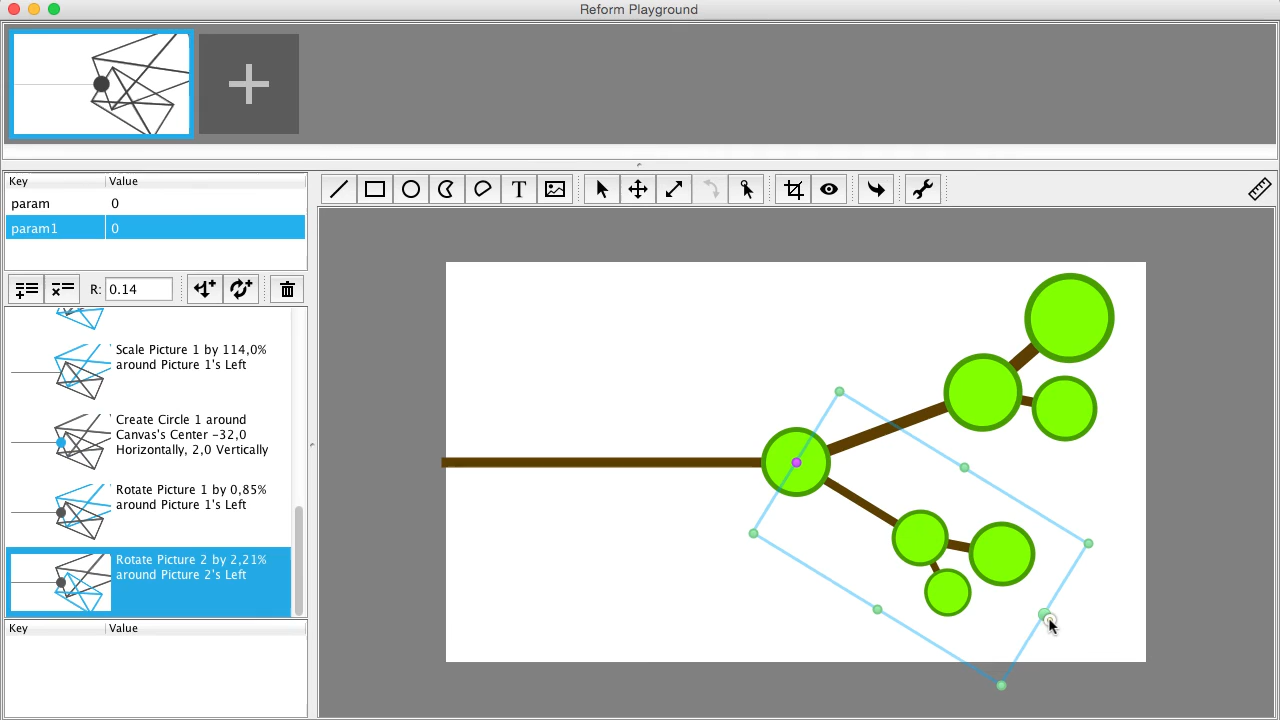 Reform Playground
Key Value
param 0
param1 0
R: 0.14
T
Scale Picture 1 by 114,0%
around Picture 1's Left
Create Circle 1 around
Canvas's Center -32,0
Horizontally, 2,0 Vertically
Rotate Picture 1 by 0,85%
around Picture 1's Left
Rotate Picture 2 by 2,21%
around Picture 2's Left
Key Value